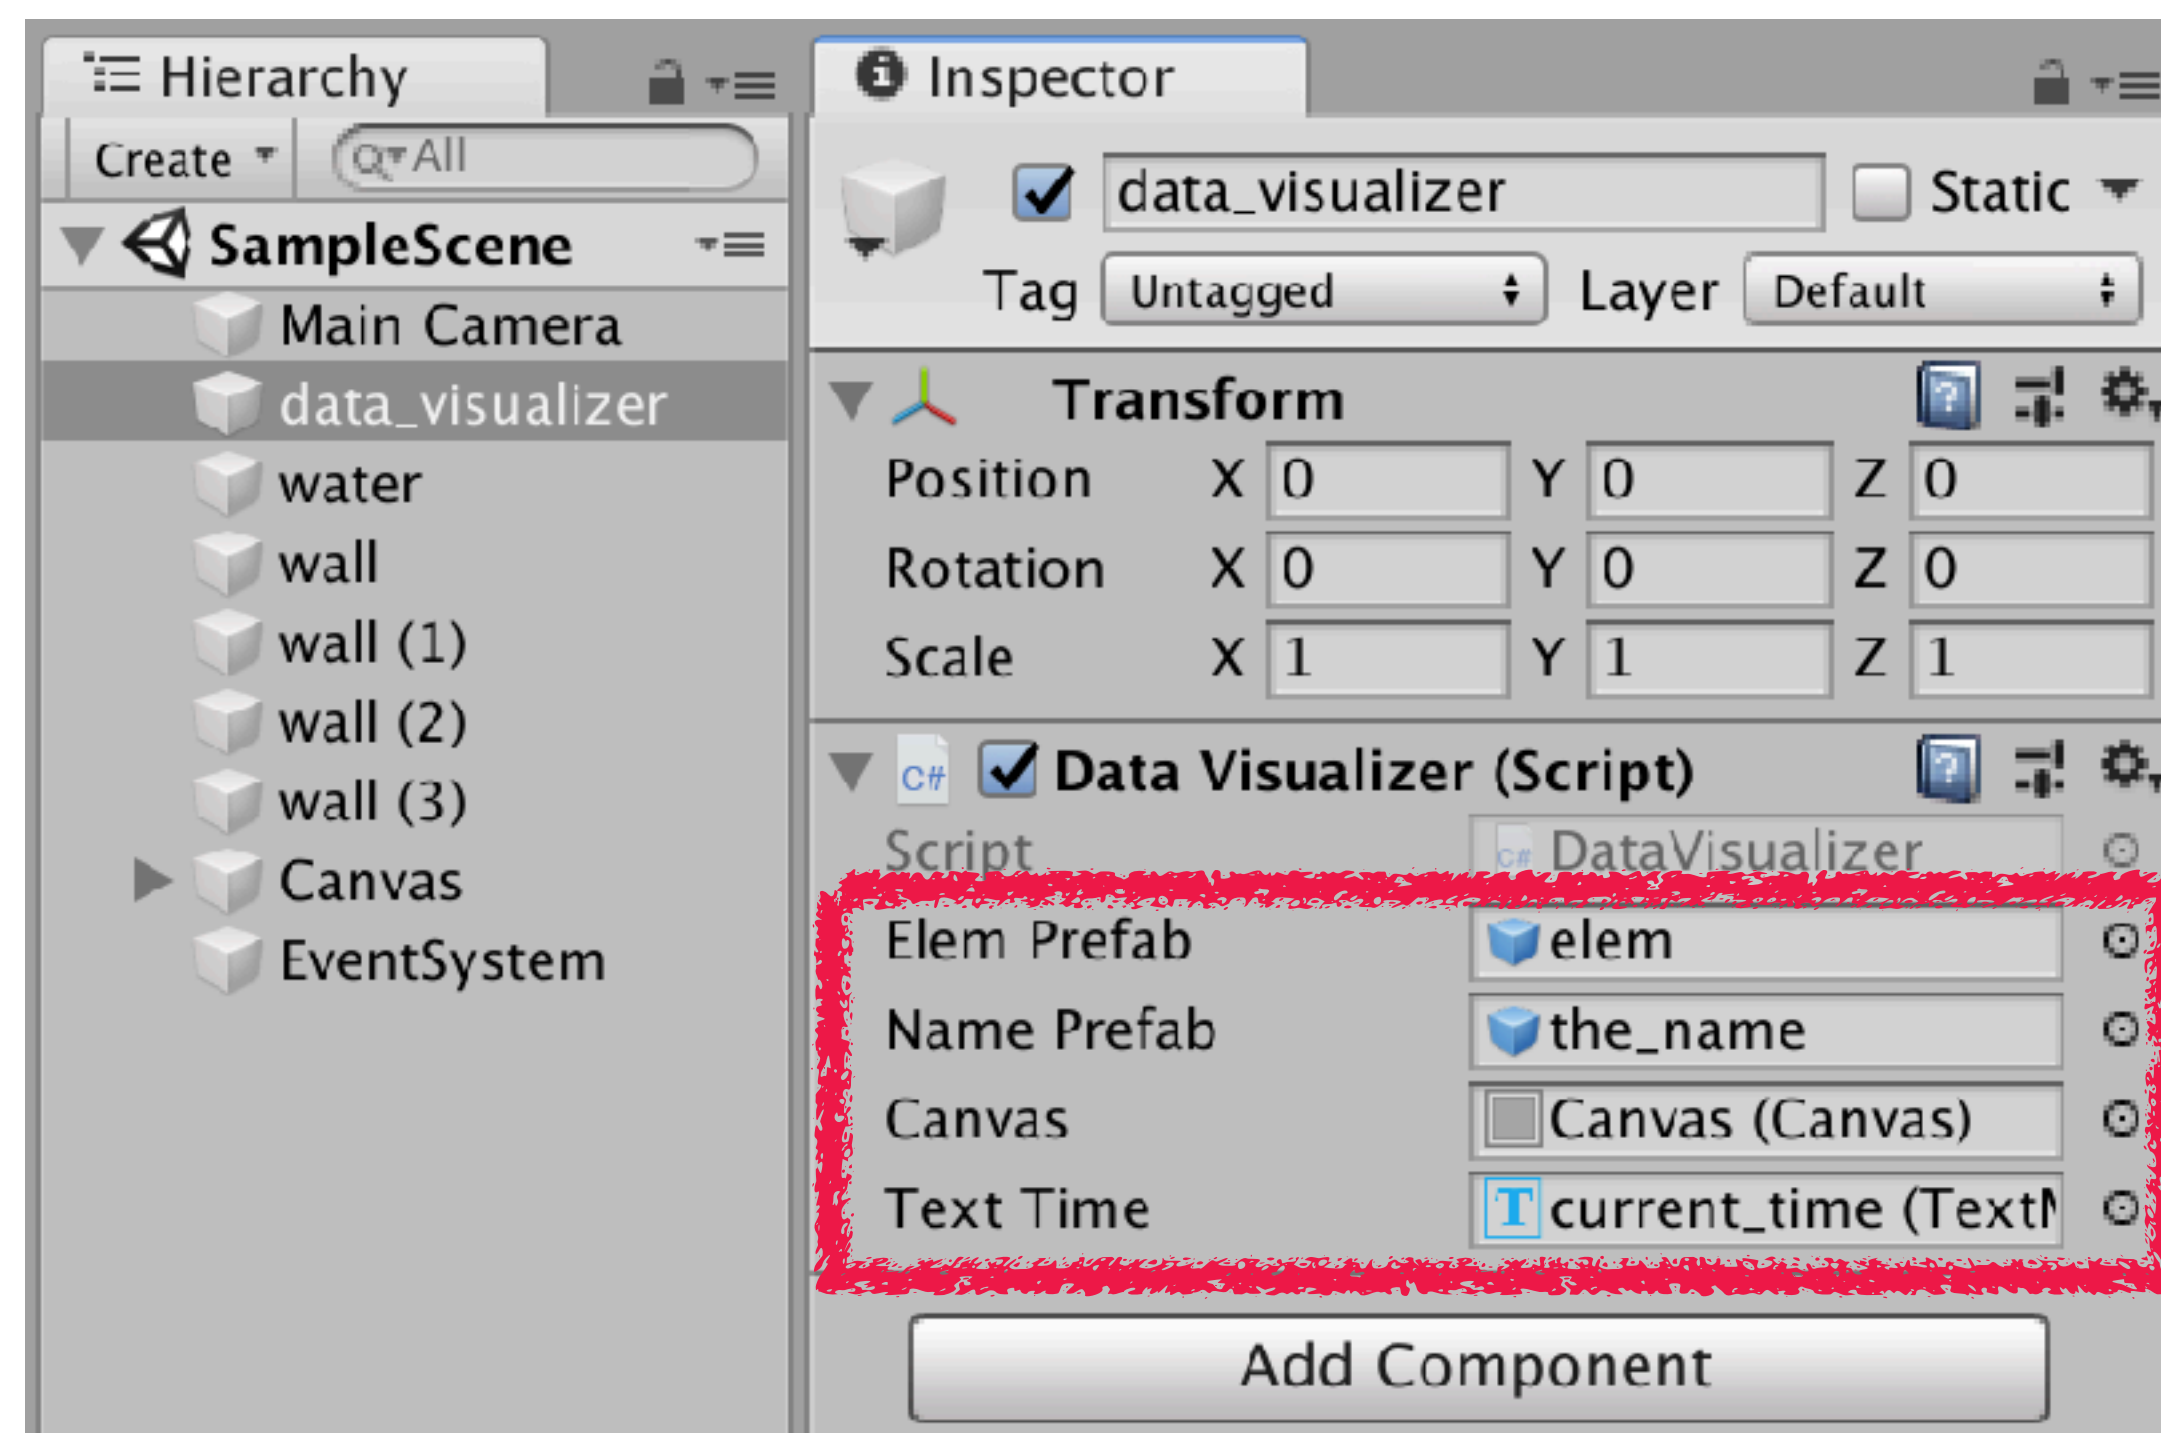 Hierarchy
Create
All
SampleScene
Main Camera
data_visualizer
water
wall
wall (1)
wall (2)
wall (3)
Canvas
EventSystem
Inspector
data_visualizer Static
Tag Untagged Layer Default
Transform
Position X 0 Y 0 Z 0
Rotation X 0 Y 0 Z 0
Scale X 1 Y 1 Z 1
C# Data Visualizer (Script)
Script C# DataVisualizer
Elem Prefab elem
Name Prefab the_name
Canvas Canvas (Canvas)
Text Time T current_time (Text
Add Component